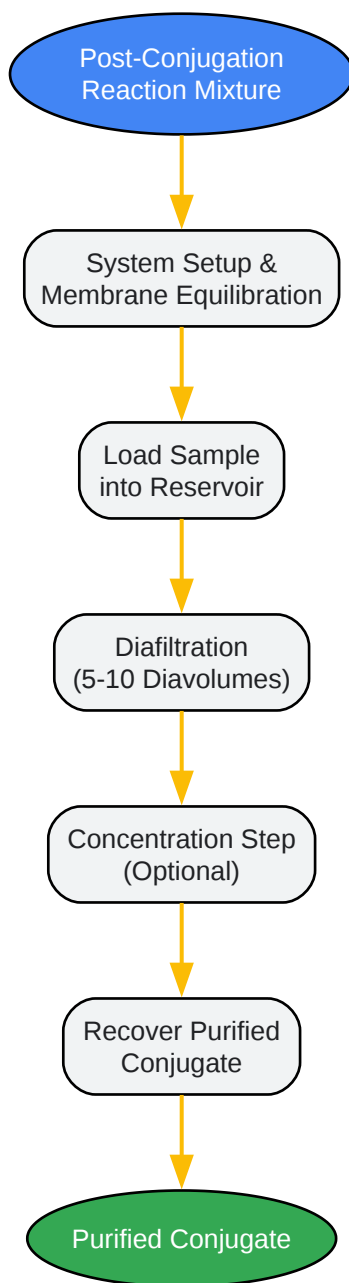 Post-Conjugation
Reaction Mixture
System Setup &
Membrane Equilibration
Load Sample
into Reservoir
Diafiltration
(5-10 Diavolumes)
Concentration Step
(Optional)
Recover Purified
Conjugate
Purified Conjugate